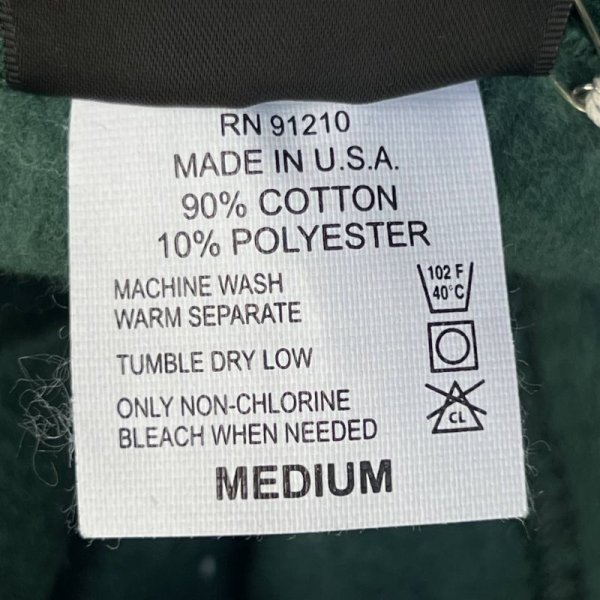 RN 91210
MADE IN U.S.A.
90% COTTON
10% POLYESTER
MACHINE WASH
WARM SEPARATE
102 F
40°C
TUMBLE DRY LOW
ONLY NON-CHLORINE
BLEACH WHEN NEEDED
CL
MEDIUM